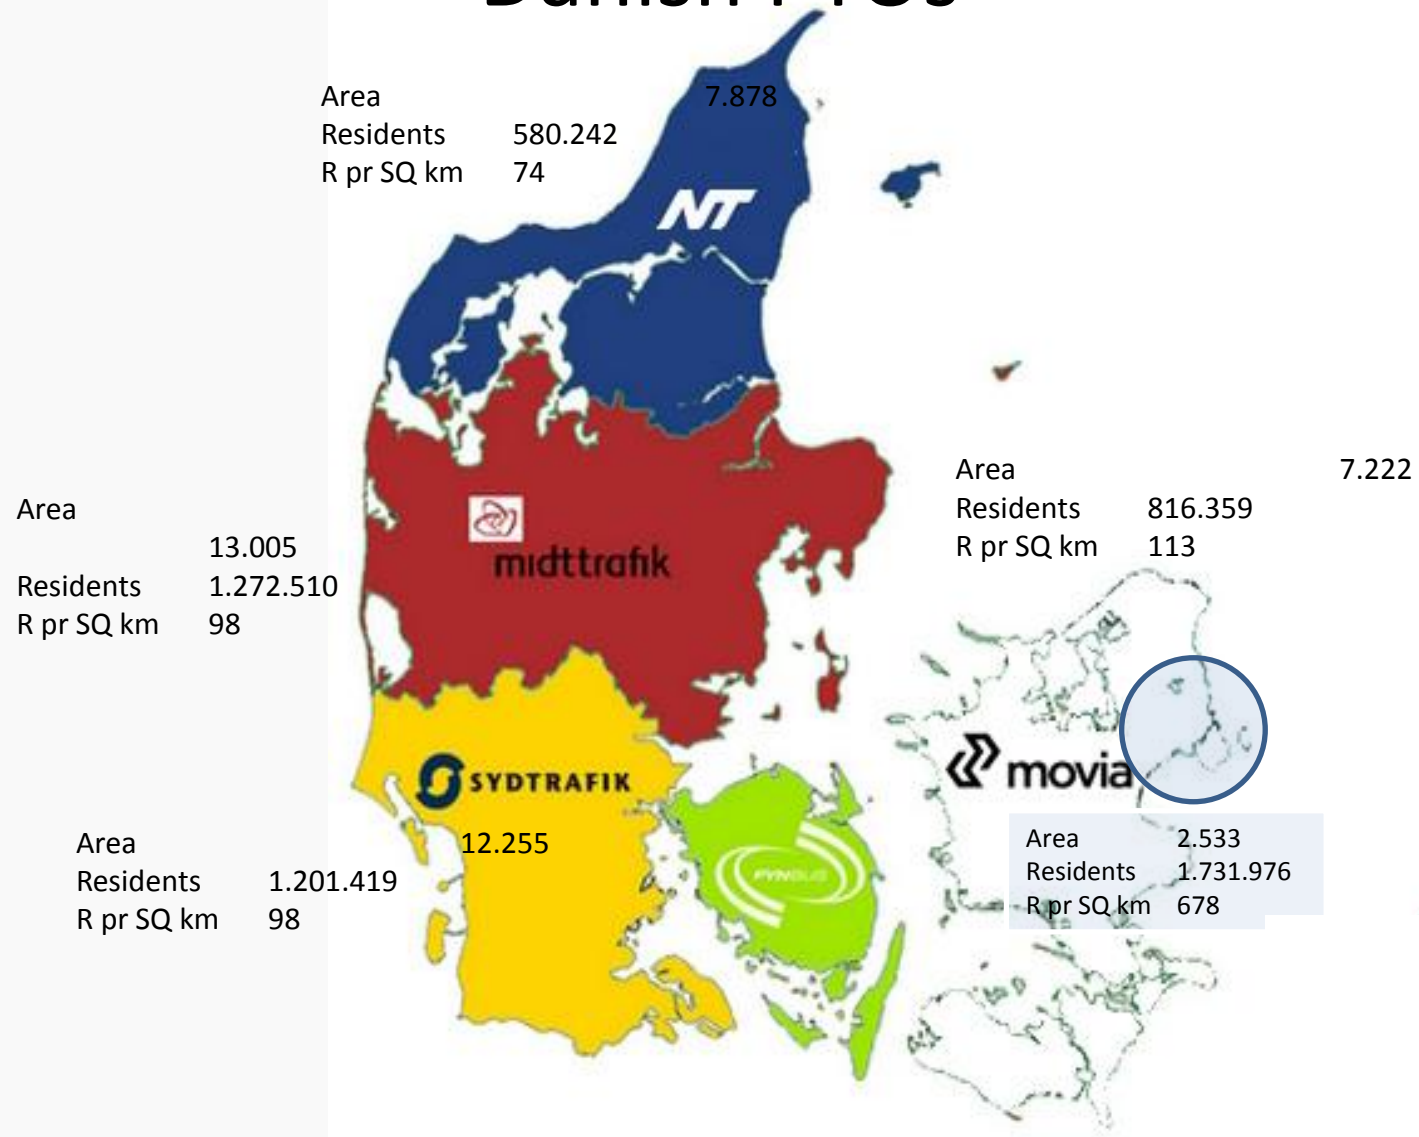 Area 7.878
Residents 580.242
R pr SQ km 74
NT
Area 7.222
Residents 816.359
R pr SQ km 113
Area
13.005
Residents 1.272.510
R pr SQ km 98
midttrafik
movia
SYDTRAFIK
Area 12.255
Residents 1.201.419
R pr SQ km 98
FYNBUS
Area 2.533
Residents 1.731.976
R pr SQ km 678